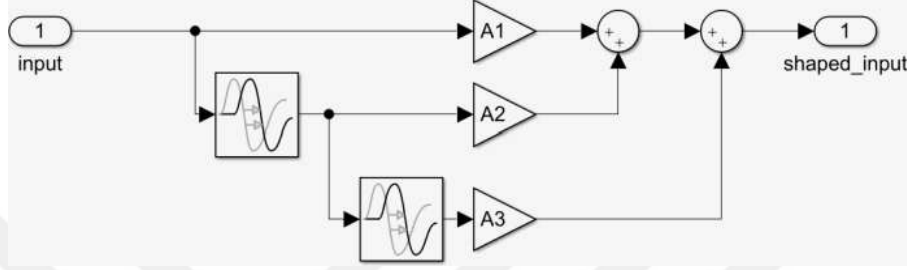 1
input
A1
+
+
+
+
1
shaped_input
A2
A3